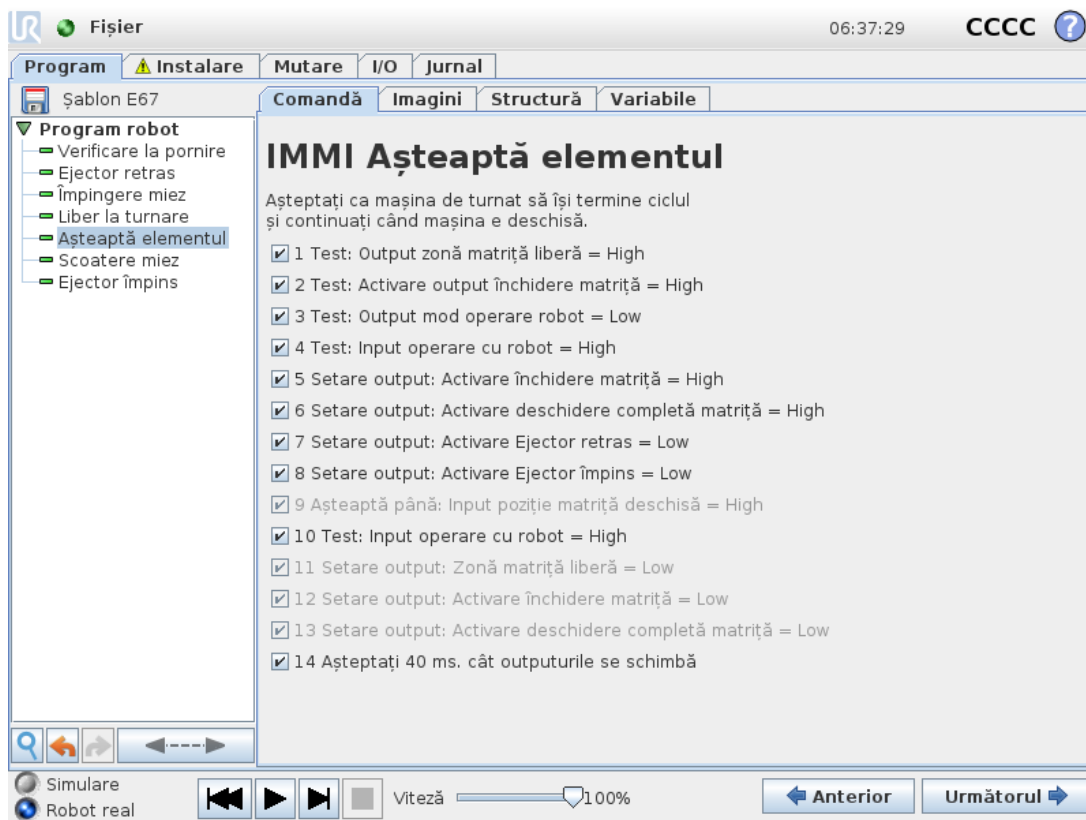 Fișier
06:37:29
CCCC
?
Program
Instalare
Mutare
I/O
Jurnal
Șablon E67
Comandă
Imagini
Structură
Variabile
Program robot
Verificare la pornire
Ejector retras
Împingere miez
Liber la turnare
Așteaptă elementul
Scoatere miez
Ejector împins
IMMI Așteaptă elementul
Așteptați ca mașina de turnat să își termine ciclul
și continuați când mașina e deschisă.
1 Test: Output zonă matriță liberă = High
2 Test: Activare output închidere matriță = High
3 Test: Output mod operare robot = Low
4 Test: Input operare cu robot = High
5 Setare output: Activare închidere matriță = High
6 Setare output: Activare deschidere completă matriță = High
7 Setare output: Activare Ejector retras = Low
8 Setare output: Activare Ejector împins = Low
9 Așteaptă până: Input poziție matriță deschisă = High
10 Test: Input operare cu robot = High
11 Setare output: Zonă matriță liberă = Low
12 Setare output: Activare închidere matriță = Low
13 Setare output: Activare deschidere completă matriță = Low
14 Așteptați 40 ms. cât outputurile se schimbă
Simulare
Robot real
Viteză
100%
Anterior
Următorul